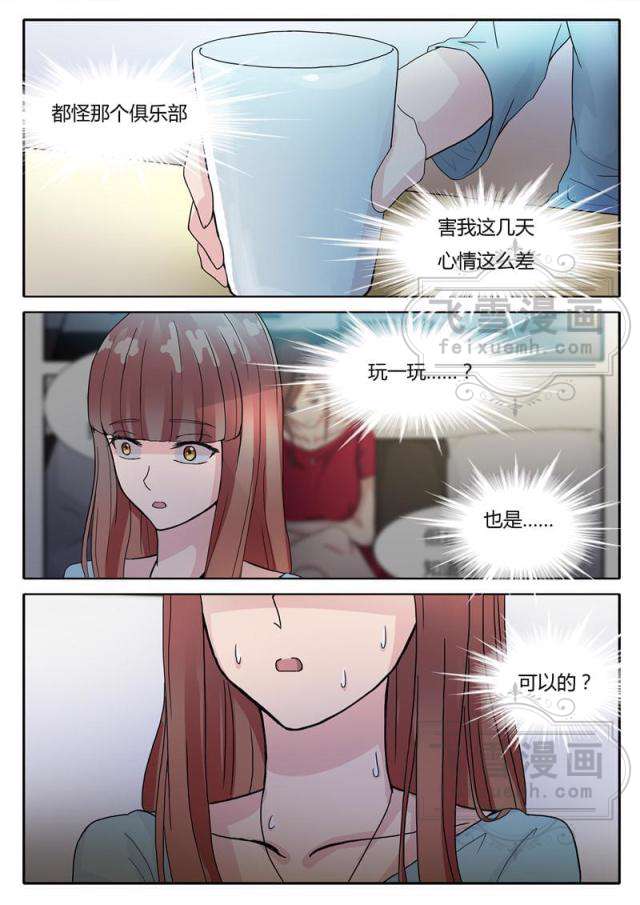 都怪那个俱乐部
害我这几天
心情这么差
飞雪漫画
feixuemh.com
玩一玩……？
也是……
可以的？
飞雪漫画
feixuemh.com